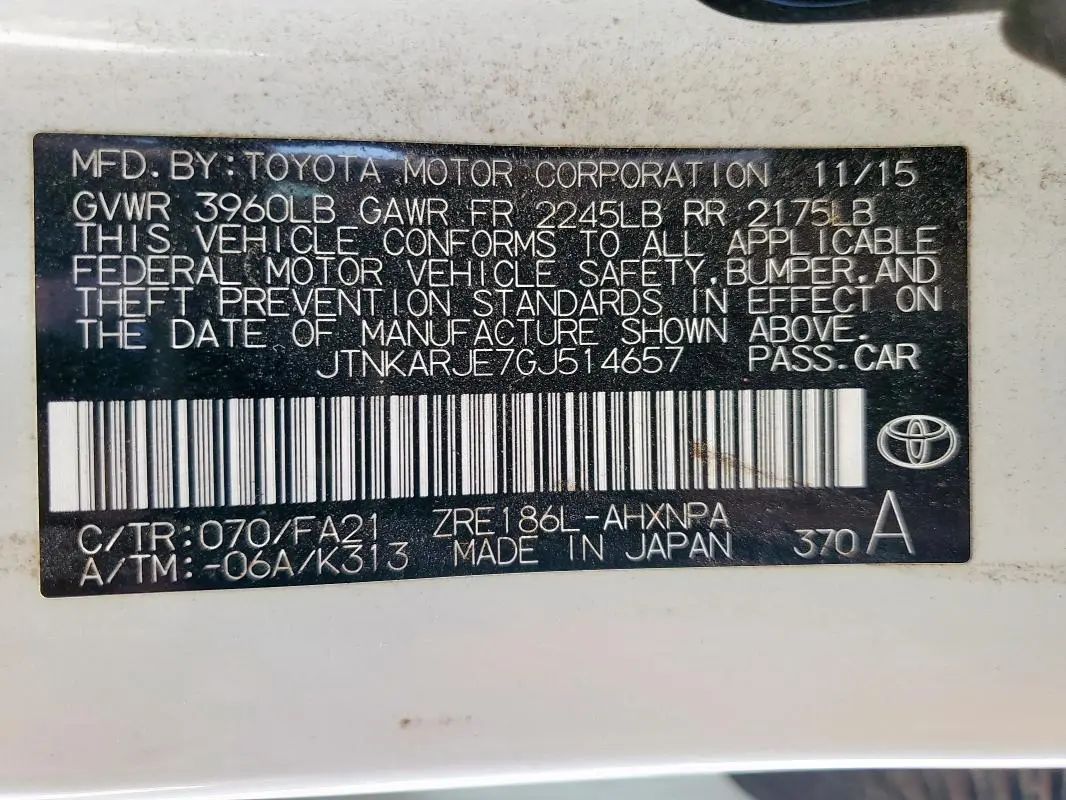 MFD. BY: TOYOTA MOTOR CORPORATION 11/15
GVWR 3960LB GAWR FR 2245LB RR 2175LB
THIS VEHICLE CONFORMS TO ALL APPLICABLE
FEDERAL MOTOR VEHICLE SAFETY, BUMPER, AND
THEFT PREVENTION STANDARDS IN EFFECT ON
THE DATE OF MANUFACTURE SHOWN ABOVE.
JTNKARJE7GJ514657 PASS. CAR
C/TR: 070/FA21 ZRE186L-AHXNPA
A/TM: -06A/K313 MADE IN JAPAN 370 A